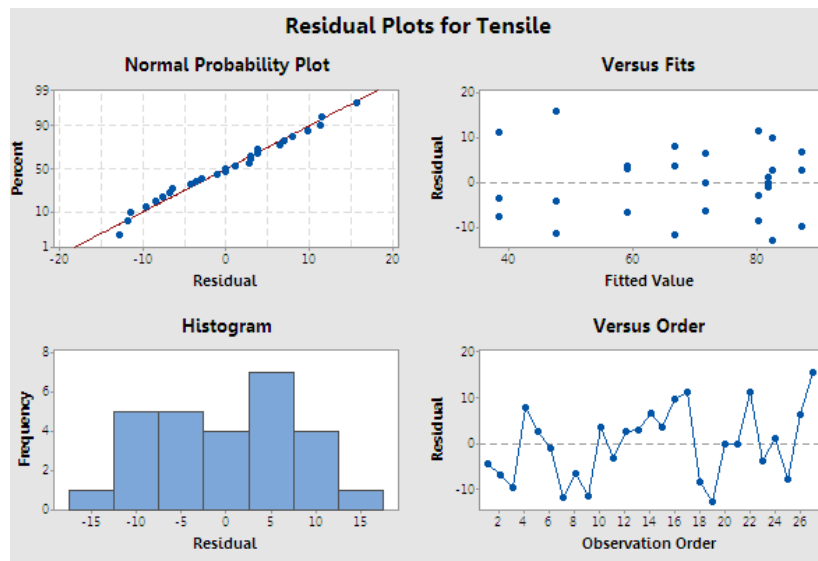 Residual Plots for Tensile
Normal Probability Plot
99
90
50
10
1
Percent
-20 -10 0 10 20
Residual
Versus Fits
20
10
0
-10
Residual
40 60 80
Fitted Value
Histogram
8
6
4
2
0
Frequency
-15 -10 -5 0 5 10 15
Residual
Versus Order
20
10
0
-10
Residual
2 4 6 8 10 12 14 16 18 20 22 24 26
Observation Order